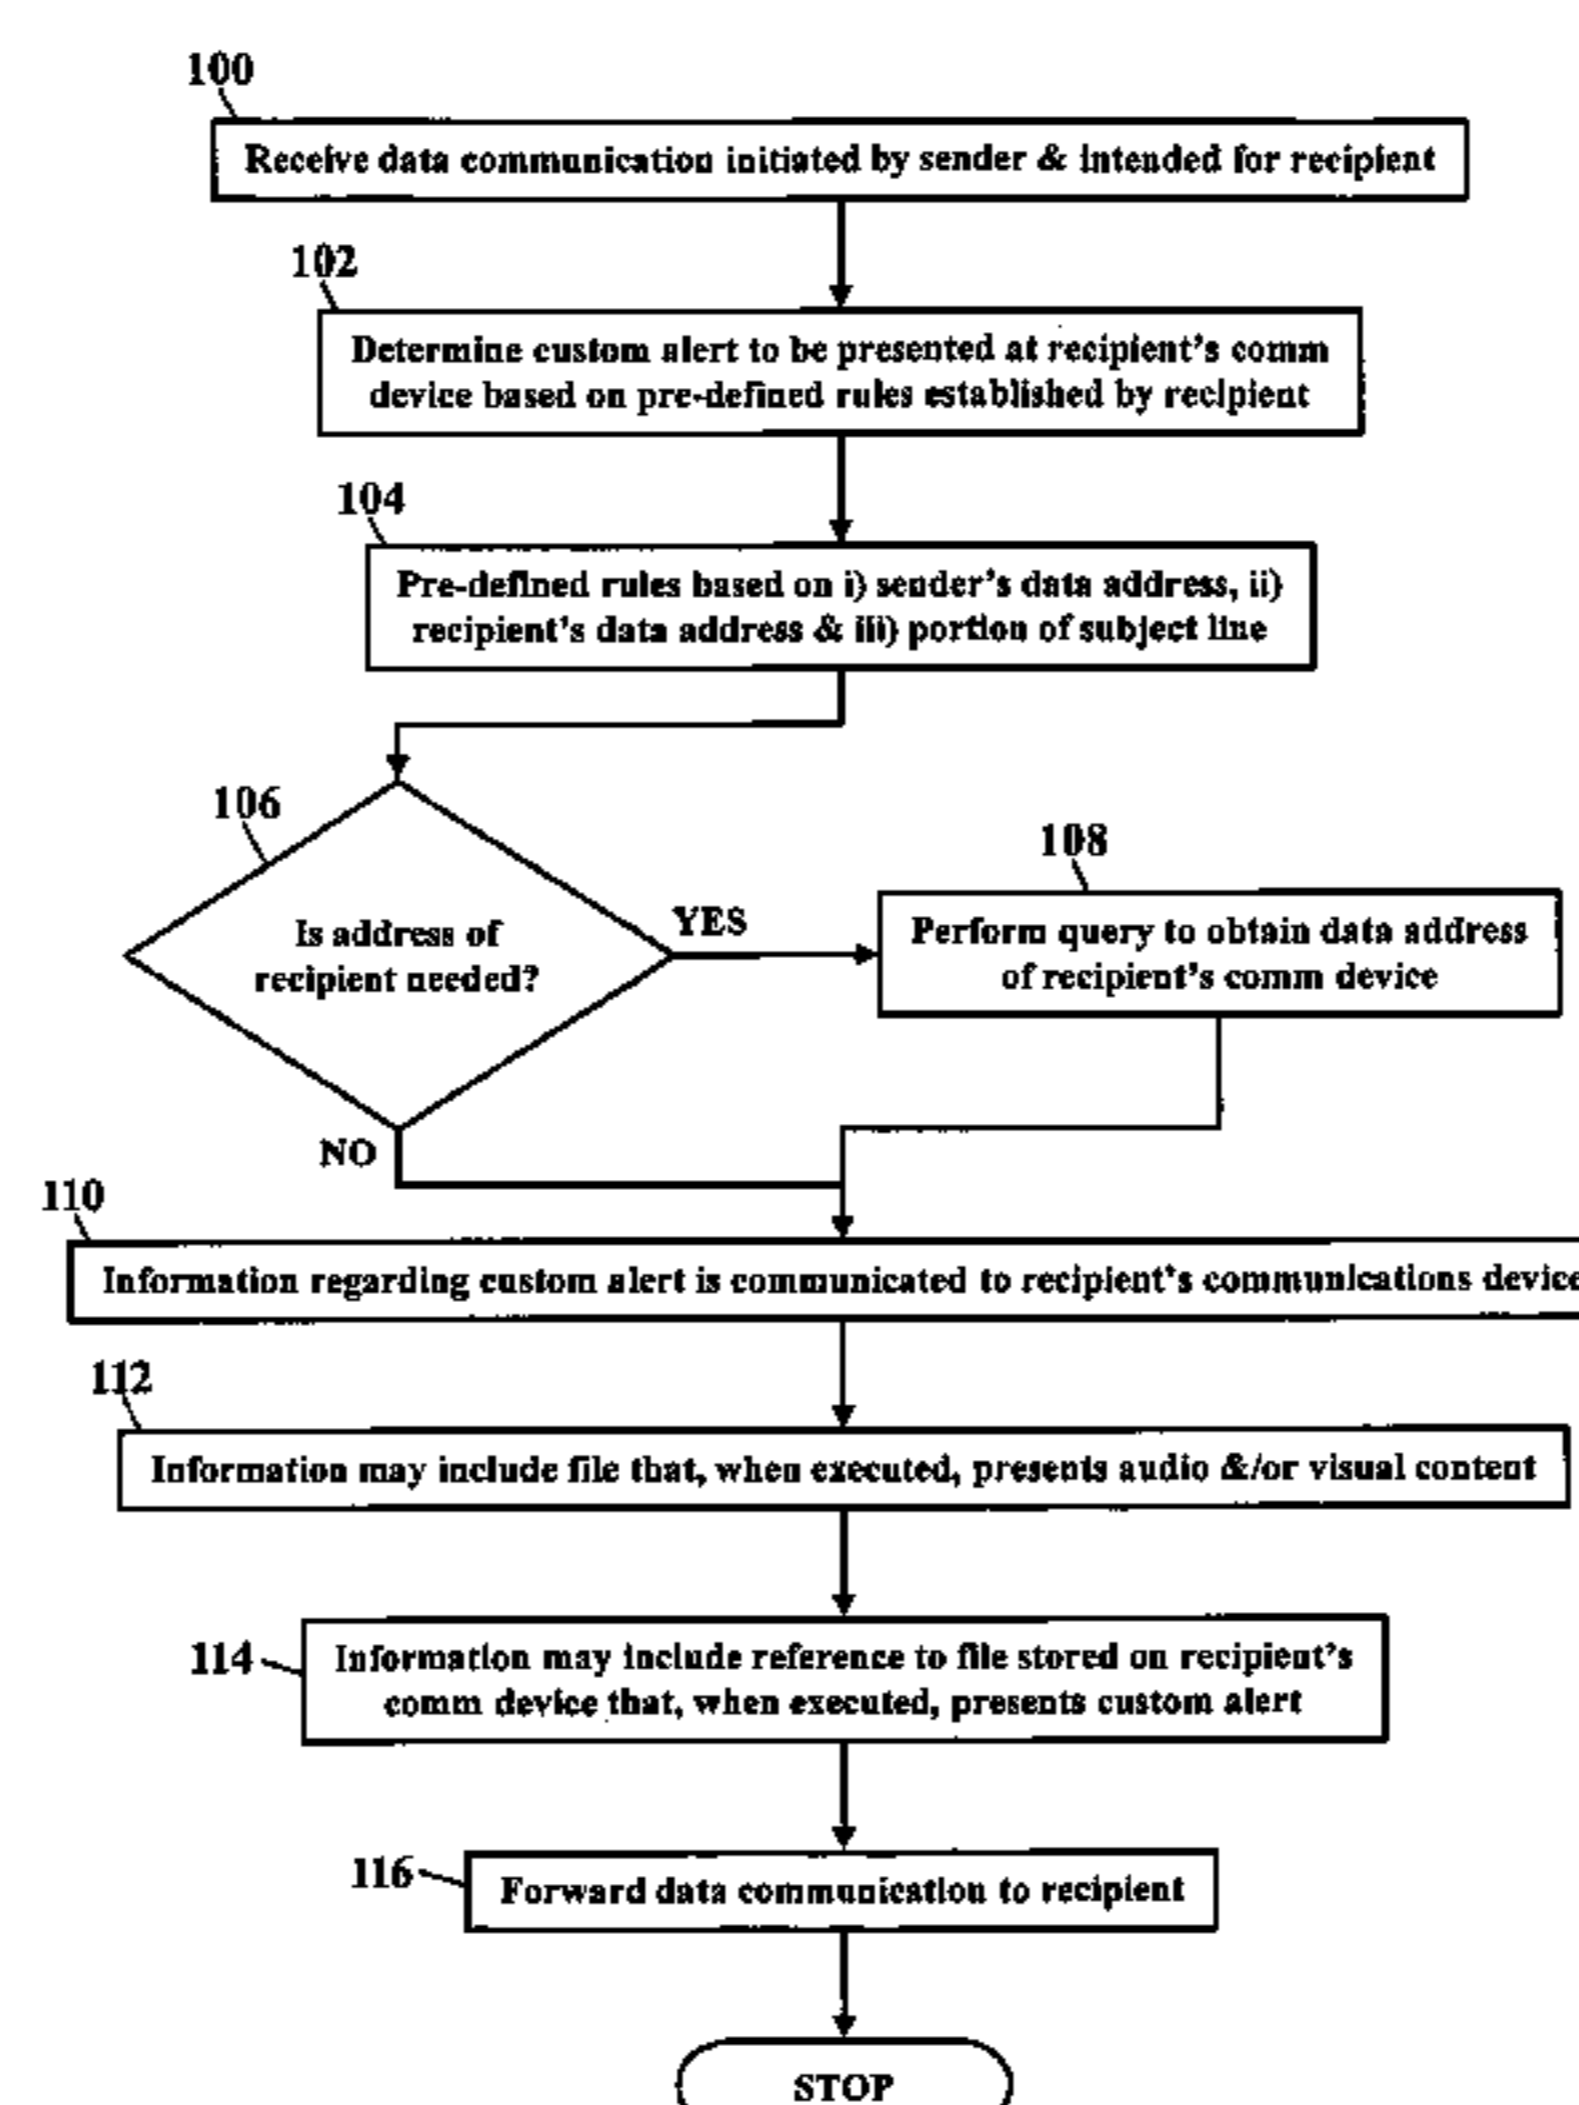 100
Receive data communication initiated by sender & intended for recipient
102
Determine custom alert to be presented at recipient's comm
device based on pre-defined rules established by recipient
104
Pre-defined rules based on i) sender's data address, ii)
recipient's data address & iii) portion of subject line
106
Is address of
recipient needed?
YES
108
Perform query to obtain data address
of recipient's comm device
NO
110
Information regarding custom alert is communicated to recipient's communications device
112
Information may include file that, when executed, presents audio &/or visual content
114
Information may include reference to file stored on recipient's
comm device that, when executed, presents custom alert
116
Forward data communication to recipient
STOP